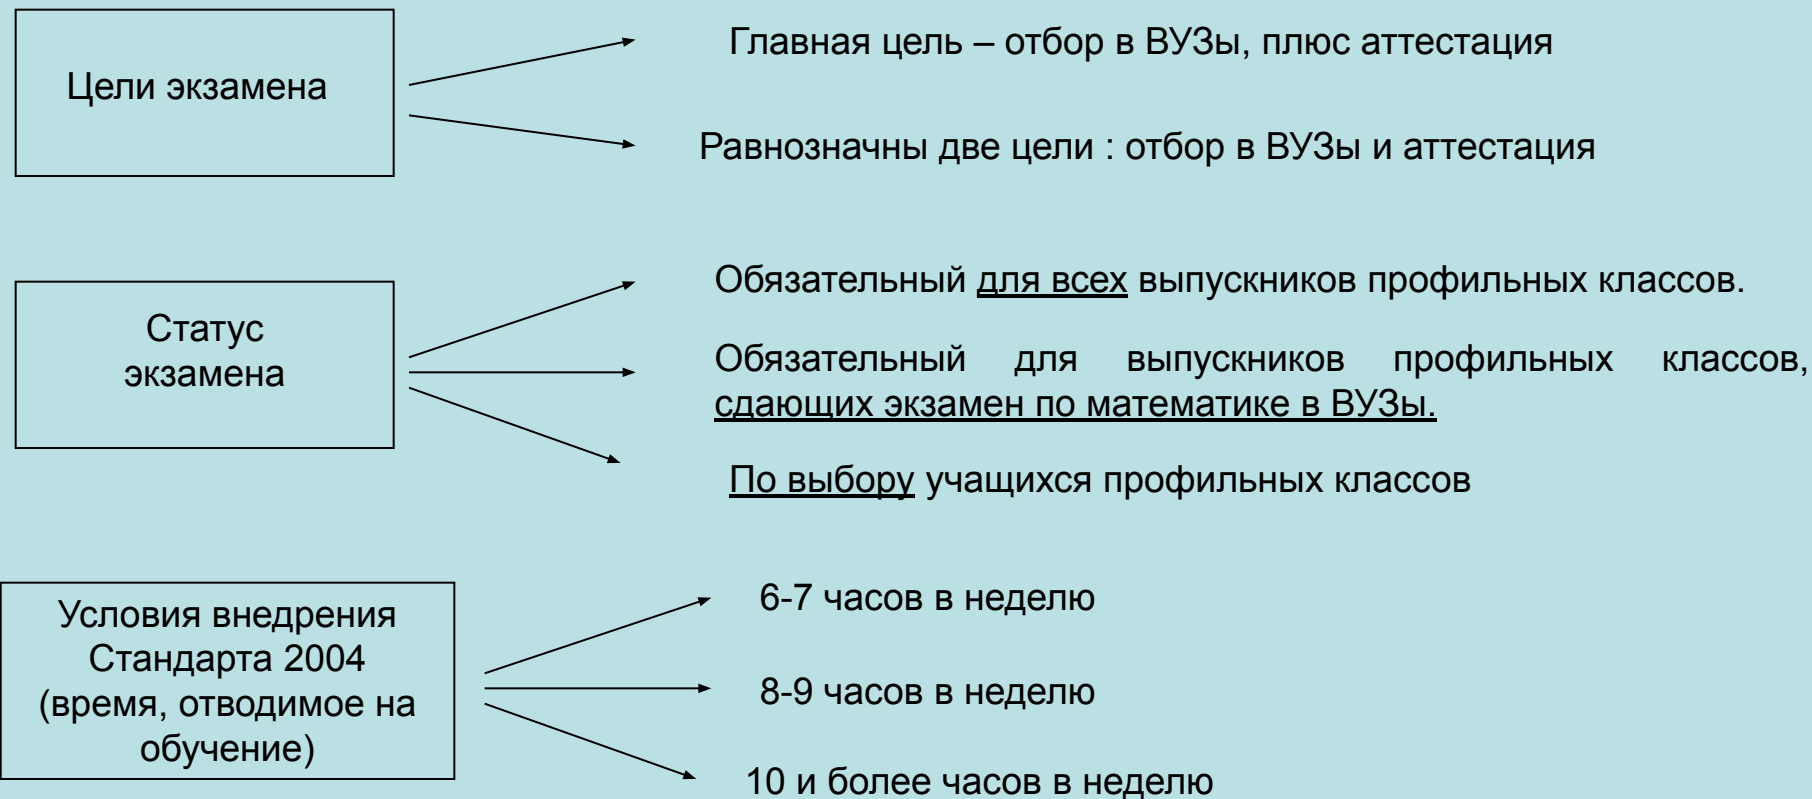 Цели экзамена
Главная цель – отбор в ВУЗы, плюс аттестация
Равнозначны две цели : отбор в ВУЗы и аттестация
Статус
экзамена
Обязательный для всех выпускников профильных классов.
Обязательный для выпускников профильных классов,
сдающих экзамен по математике в ВУЗы.
По выбору учащихся профильных классов
Условия внедрения
Стандарта 2004
(время, отводимое на
обучение)
6-7 часов в неделю
8-9 часов в неделю
10 и более часов в неделю